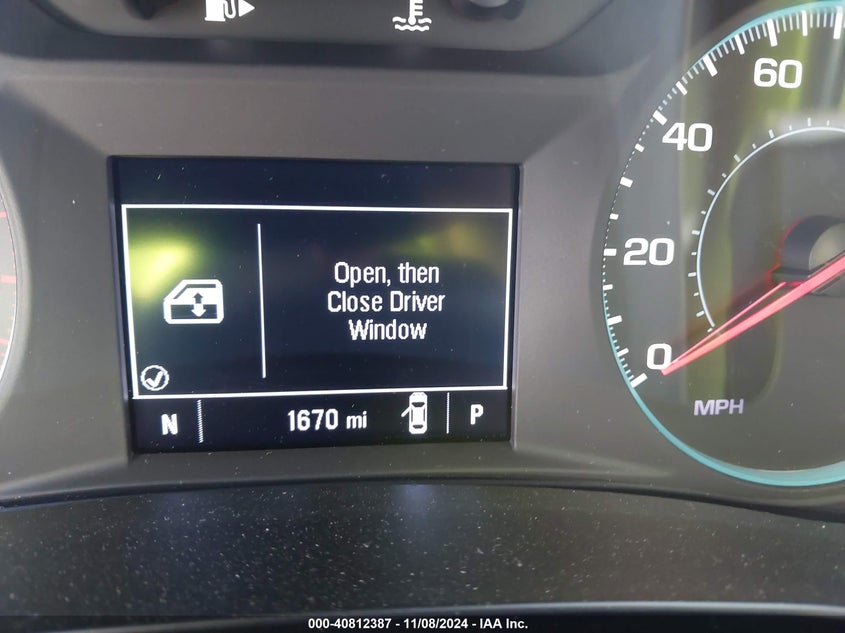 60
40
20
0
MPH
Open, then
Close Driver
Window
N 1670 mi P
000-40812387 - 11/08/2024 - IAA Inc.